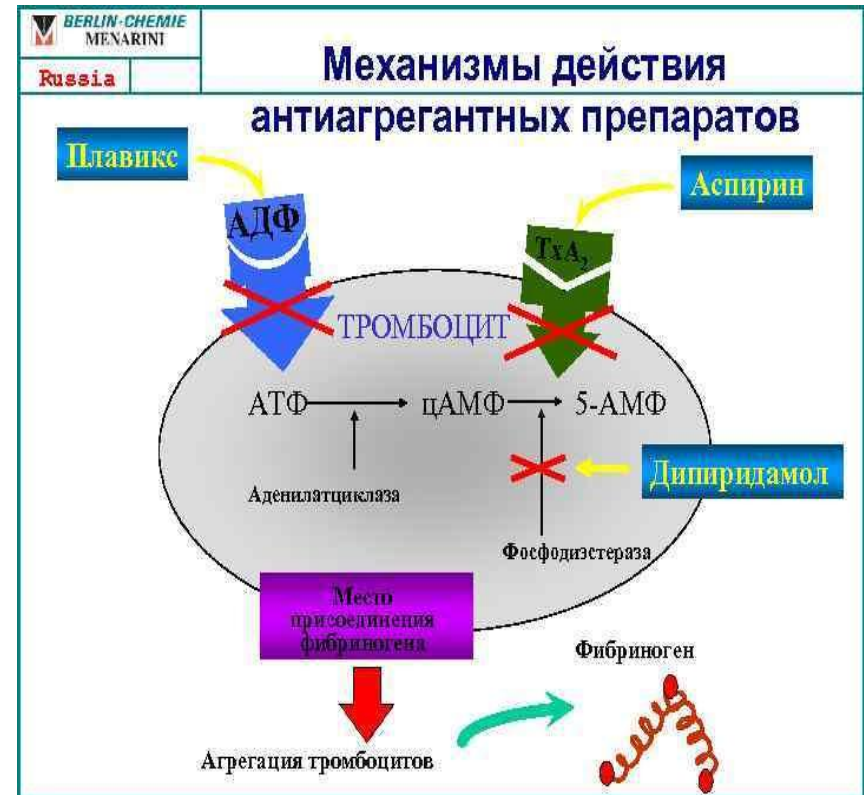 BERLIN-CHEMIE
MENARINI
Russia
Механизмы действия
антиагрегантных препаратов
Плавикс
Аспирин
АДФ
TxA₂
ТРОМБОЦИТ
АТФ цАМФ 5-АМФ
Аденилатциклаза
Дипиридамол
Фосфодиэстераза
Место
присоединения
фибриногена
Фибриноген
Агрегация тромбоцитов